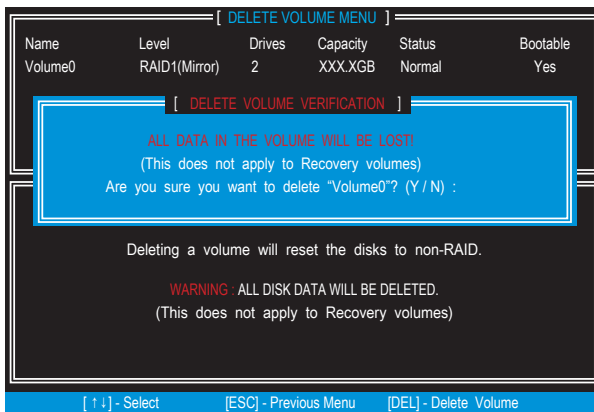 [ DELETE VOLUME MENU ]
Name Level Drives Capacity Status Bootable
Volume0 RAID1(Mirror) 2 XXX.XGB Normal Yes
[ DELETE VOLUME VERIFICATION ]
ALL DATA IN THE VOLUME WILL BE LOST!
(This does not apply to Recovery volumes)
Are you sure you want to delete “Volume0”? (Y / N) :
Deleting a volume will reset the disks to non-RAID.
WARNING : ALL DISK DATA WILL BE DELETED.
(This does not apply to Recovery volumes)
[ ↑↓] - Select [ESC] - Previous Menu [DEL] - Delete Volume